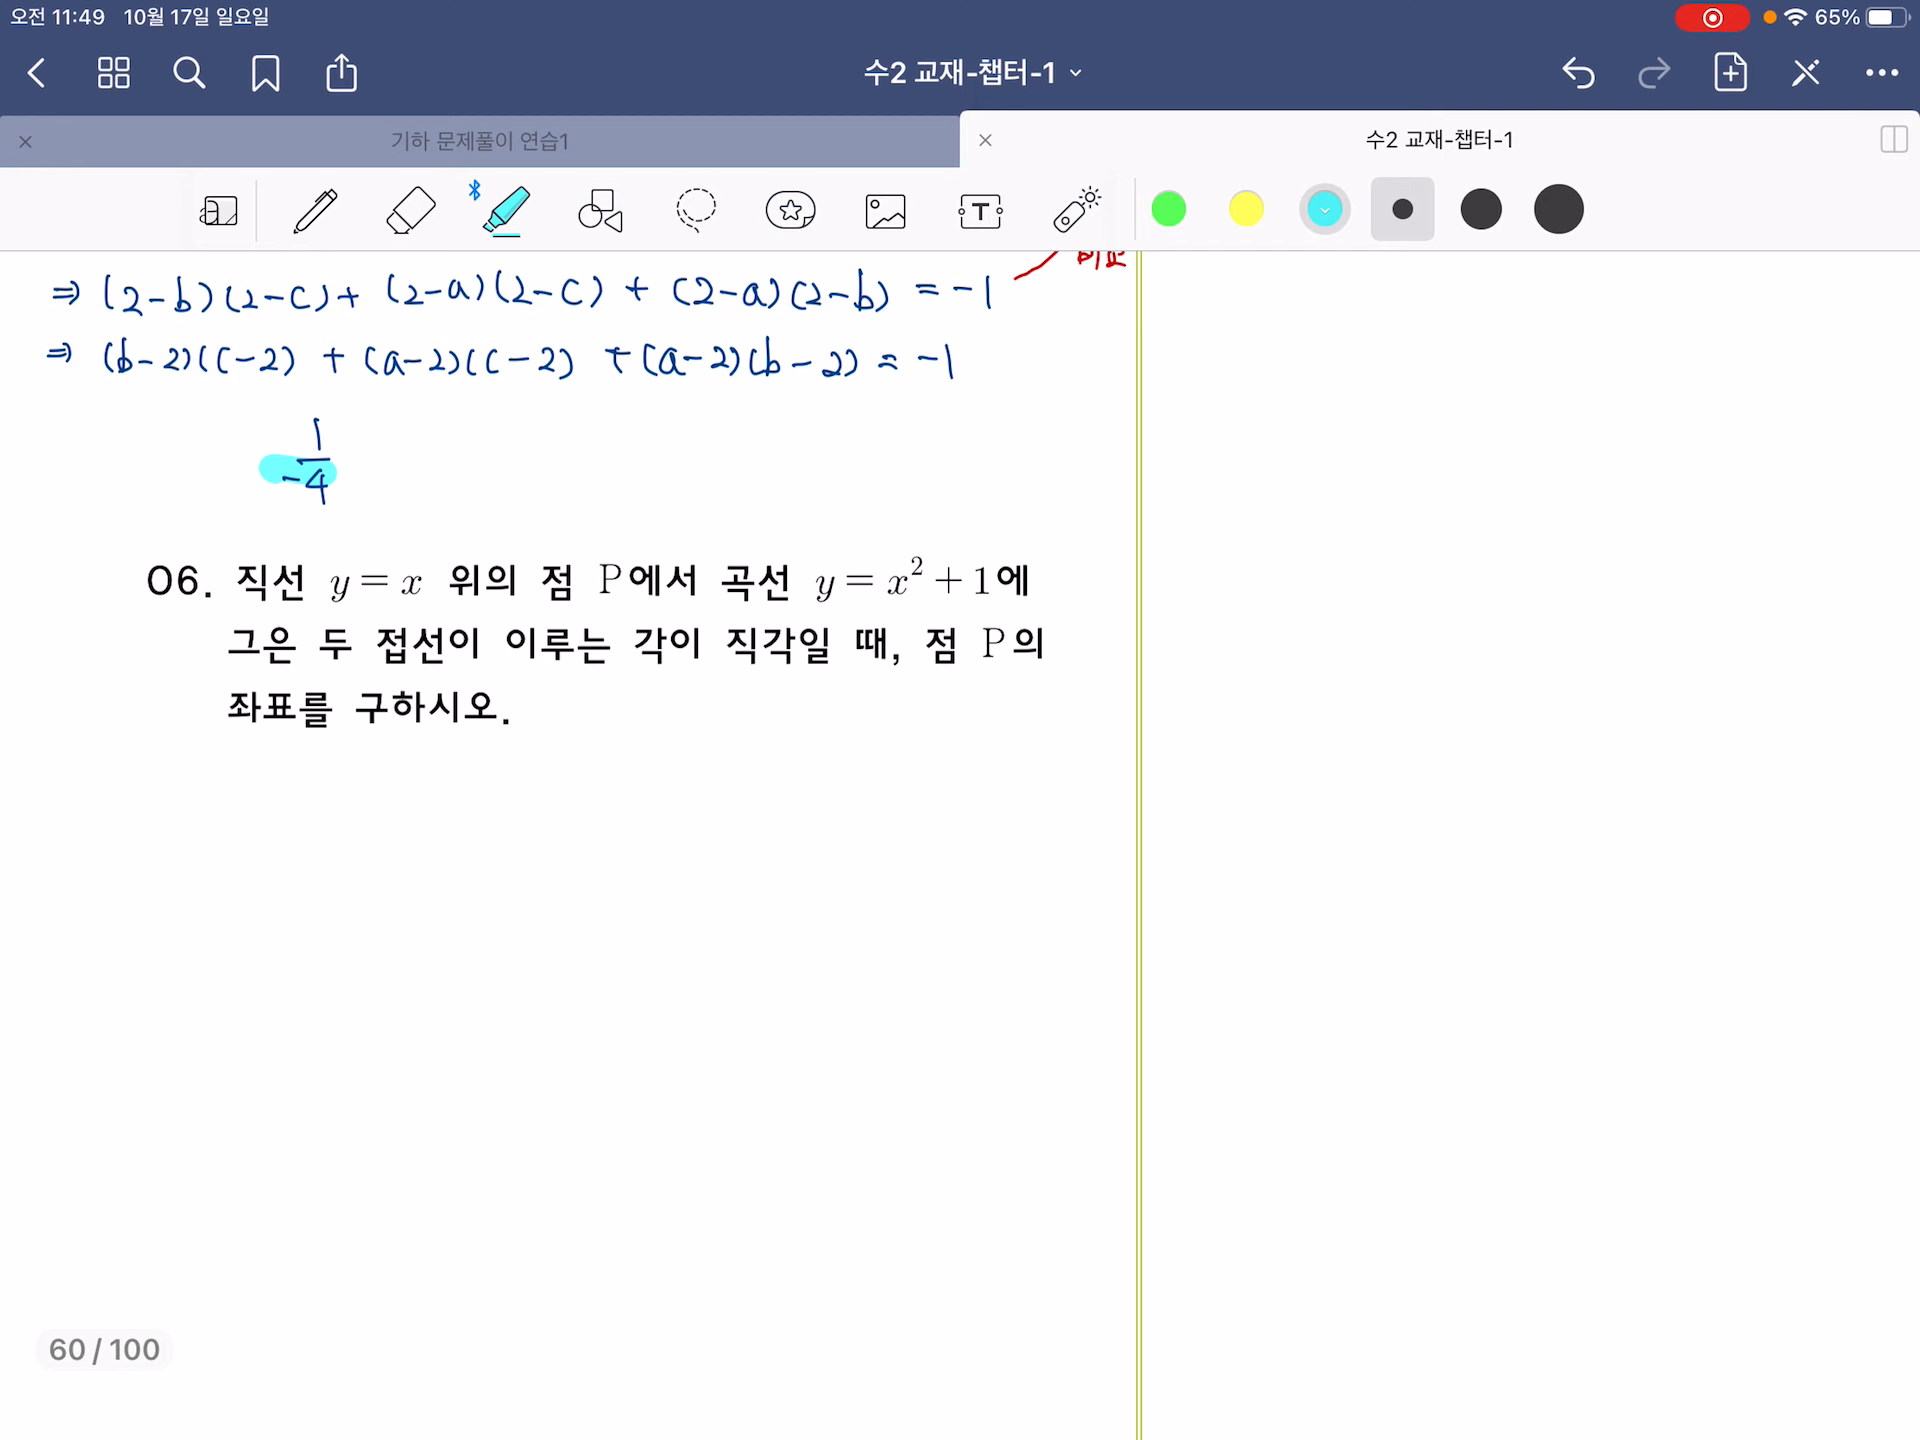 오전 11:49 10월 17일 일요일
65%
수2 교재-챕터-1
기하 문제풀이 연습1
수2 교재-챕터-1
⇒ (2-b)(2-c)+ (2-a)(2-c) + (2-a)(2-b) = -1
⇒ (b-2)(c-2) + (a-2)(c-2) + (a-2)(b-2) = -1
1
-4
06. 직선 y=x 위의 점 P에서 곡선 y=x²+1에
그은 두 접선이 이루는 각이 직각일 때, 점 P의
좌표를 구하시오.
60 / 100